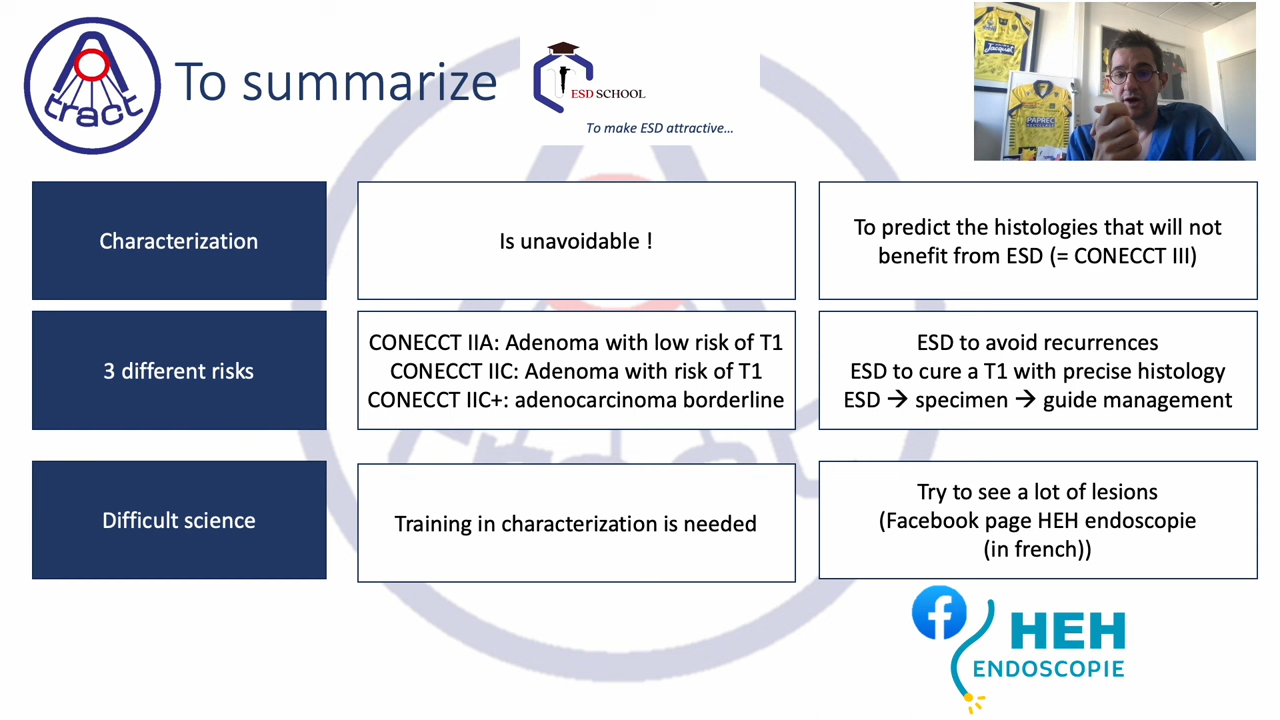 tract
To summarize
ESD SCHOOL
To make ESD attractive...
Jacquet
PAPREC
Characterization
Is unavoidable !
To predict the histologies that will not
benefit from ESD (= CONECCT III)
3 different risks
CONECCT IIA: Adenoma with low risk of T1
CONECCT IIC: Adenoma with risk of T1
CONECCT IIC+: adenocarcinoma borderline
ESD to avoid recurrences
ESD to cure a T1 with precise histology
ESD → specimen → guide management
Difficult science
Training in characterization is needed
Try to see a lot of lesions
(Facebook page HEH endoscopie
(in french))
f
HEH
ENDOSCOPIE